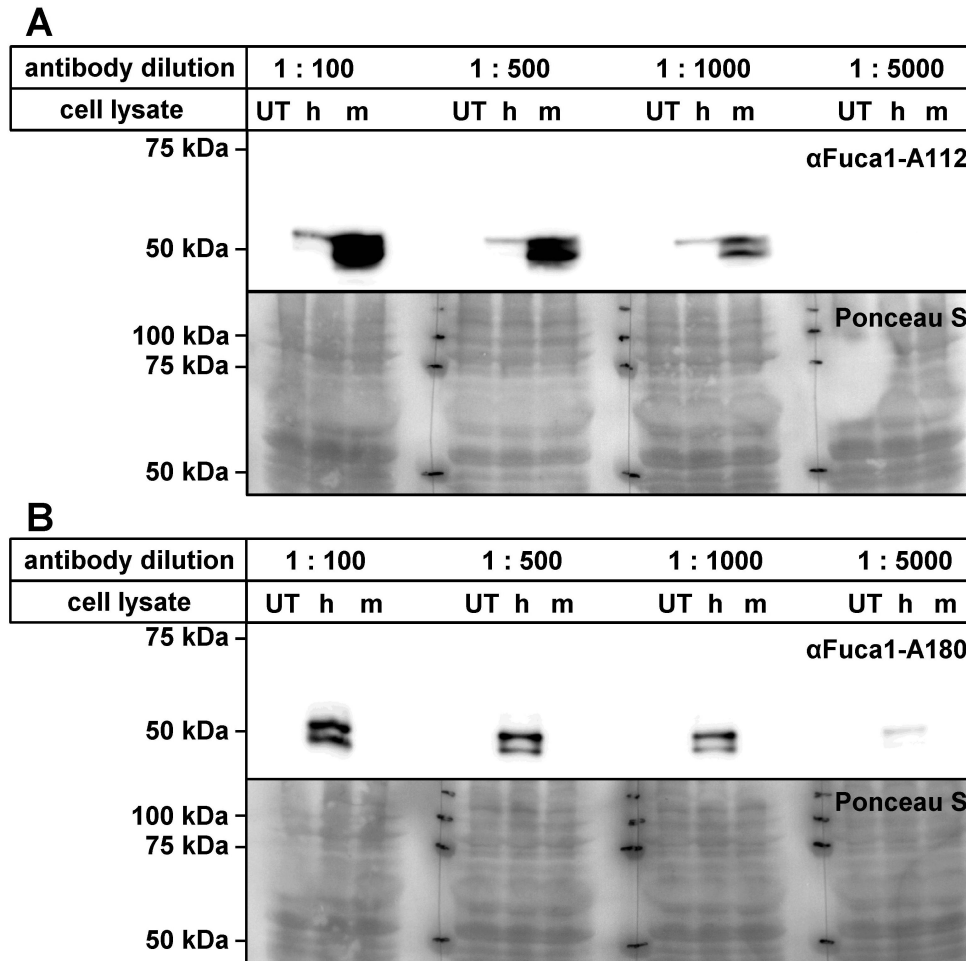 A
antibody dilution 1 : 100 1 : 500 1 : 1000 1 : 5000
cell lysate UT h m UT h m UT h m UT h m
75 kDa
αFuca1-A112
50 kDa
Ponceau S
100 kDa
75 kDa
50 kDa
B
antibody dilution 1 : 100 1 : 500 1 : 1000 1 : 5000
cell lysate UT h m UT h m UT h m UT h m
75 kDa
αFuca1-A180
50 kDa
Ponceau S
100 kDa
75 kDa
50 kDa